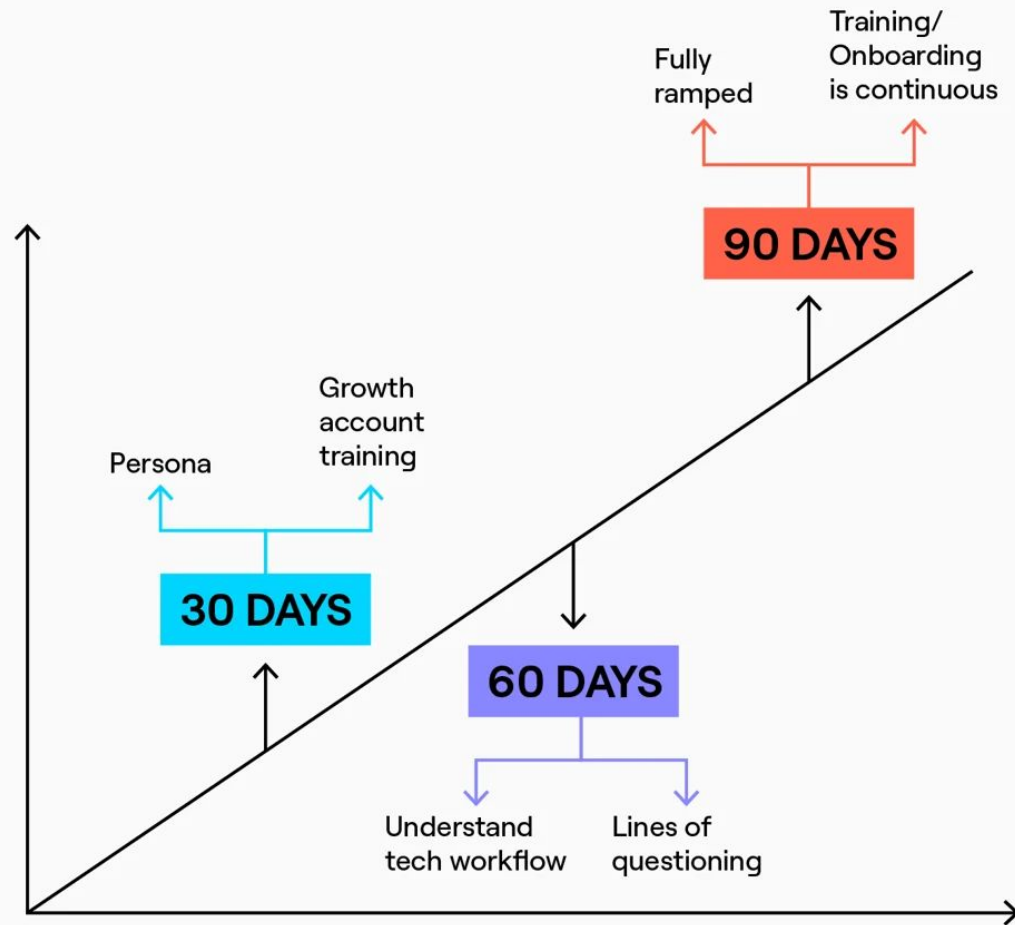 Training/
Onboarding
is continuous
Fully
ramped
90 DAYS
Growth
account
training
Persona
30 DAYS
60 DAYS
Understand
tech workflow
Lines of
questioning